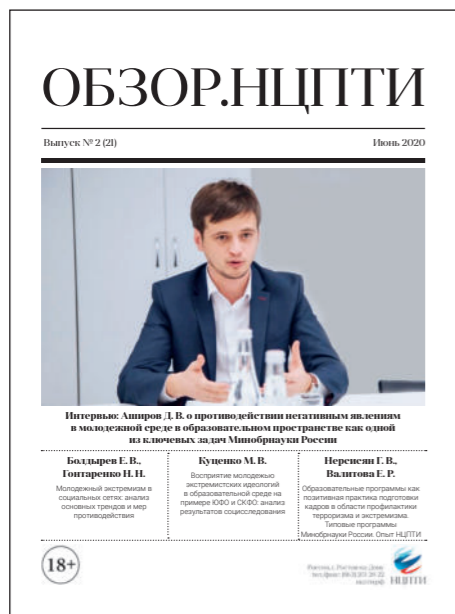 ОБЗОР.НЦПТИ
Выпуск № 2 (21)
Июнь 2020
Интервью: Аширов Д. В. о противодействии негативным явлениям
в молодежной среде в образовательном пространстве как одной
из ключевых задач Минобрнауки России
Болдырев Е. В.,
Гонтаренко Н. Н.
Молодежный экстремизм в
социальных сетях: анализ
основных трендов и мер
противодействия
Куценко М. В.
Восприятие молодежью
экстремистских идеологий
в образовательной среде на
примере ЮФО и СКФО: анализ
результатов социсследования
Нерсисян Г. В.,
Валитова Е. Р.
Образовательные программы как
позитивная практика подготовки
кадров в области профилактики
терроризма и экстремизма.
Типовые программы
Минобрнауки России. Опыт НЦПТИ
18+
НЦПТИ